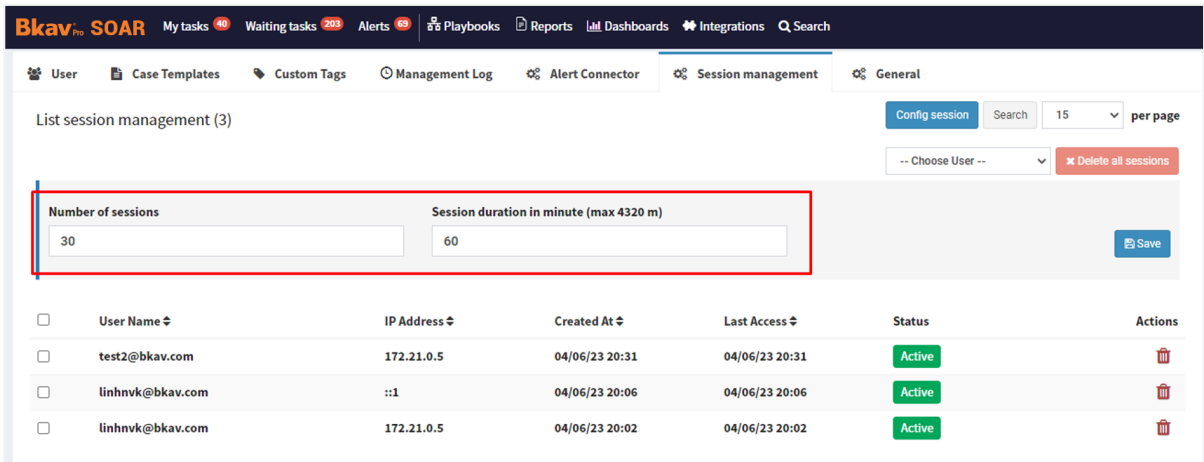 Bkav Pro SOAR My tasks 40 Waiting tasks 203 Alerts 69 Playbooks Reports Dashboards Integrations Search
User Case Templates Custom Tags Management Log Alert Connector Session management General
List session management (3) Config session Search 15 per page
-- Choose User -- Delete all sessions
Number of sessions Session duration in minute (max 4320 m)
30 60 Save
User Name IP Address Created At Last Access Status Actions
test2@bkav.com 172.21.0.5 04/06/23 20:31 04/06/23 20:31 Active
linhnvk@bkav.com ::1 04/06/23 20:06 04/06/23 20:06 Active
linhnvk@bkav.com 172.21.0.5 04/06/23 20:02 04/06/23 20:02 Active